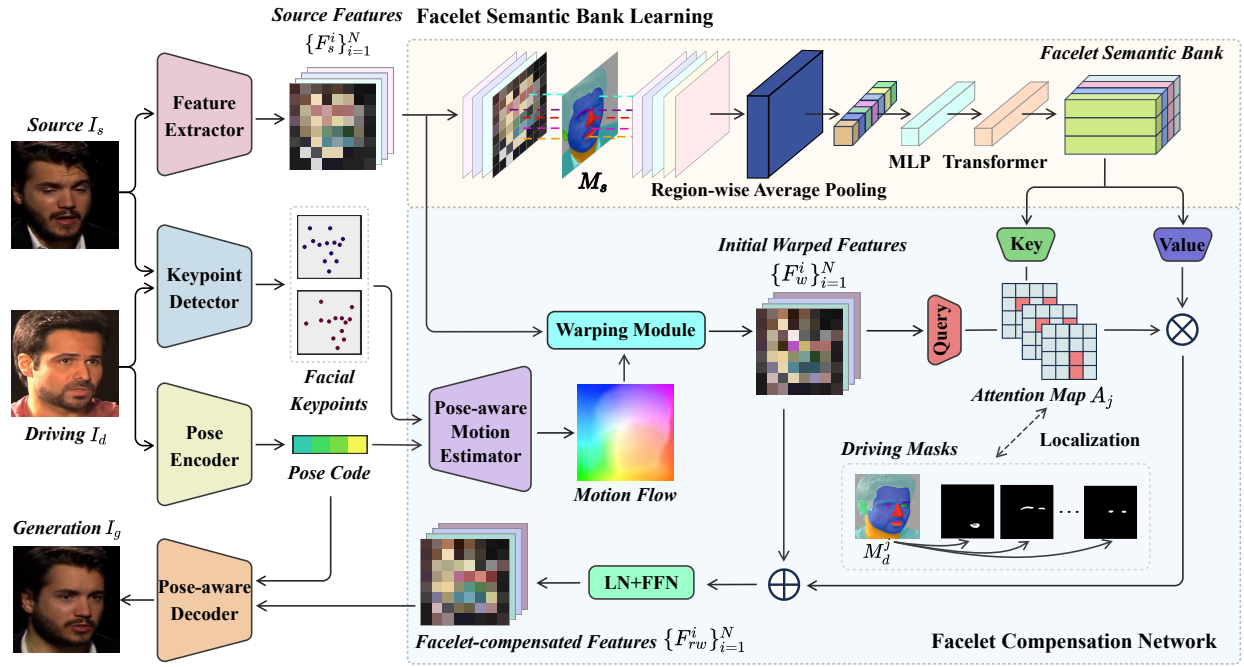 Source Features
$\{F_s^i\}_{i=1}^N$
Facelet Semantic Bank Learning
Facelet Semantic Bank
Feature
Extractor
Source $I_s$
$M_s$
MLP
Transformer
Region-wise Average Pooling
Keypoint
Detector
Initial Warped Features
$\{F_w^i\}_{i=1}^N$
Key
Value
Warping Module
Query
Facial
Keypoints
Driving $I_d$
Pose
Encoder
Pose Code
Pose-aware
Motion
Estimator
Motion Flow
Attention Map $A_j$
Localization
Driving Masks
$M_d^j$
...
Generation $I_g$
Pose-aware
Decoder
LN+FFN
Facelet-compensated Features $\{F_{rw}^i\}_{i=1}^N$
Facelet Compensation Network